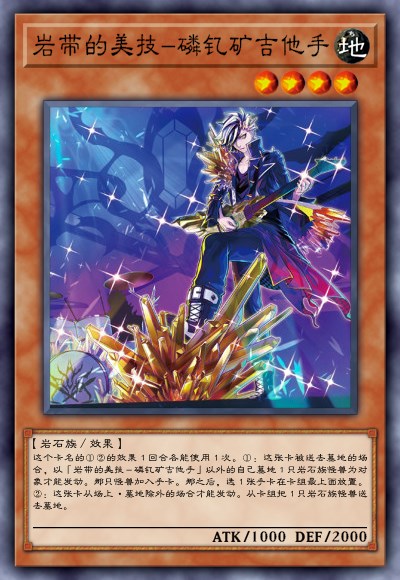 岩带的美技-磷钇矿吉他手
地
【岩石族／效果】
这个卡名的①②的效果1回合各能使用1次。①：这张卡被送去墓地的场
合，以「岩带的美技-磷钇矿吉他手」以外的自己墓地1只岩石族怪兽为对
象才能发动。那只怪兽加入手卡。那之后，选1张手卡在卡组最上面放置。
②：这张卡从场上·墓地除外的场合才能发动。从卡组把1只岩石族怪兽送
去墓地。
ATK/1000 DEF/2000